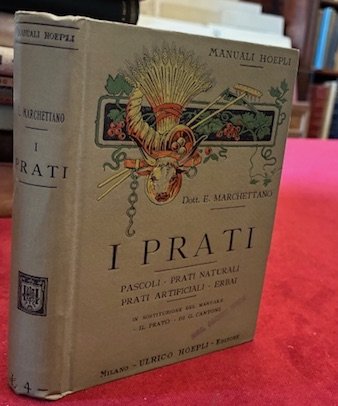 MANUALI HOEPLI
E. MARCHETTANO
I
PRATI
4 -
MANUALI HOEPLI
Dott. E. MARCHETTANO
I PRATI
PASCOLI - PRATI NATURALI
PRATI ARTIFICIALI - ERBAI
IN SOSTITUZIONE DEL MANUALE
"IL PRATO" DI G. CANTONI
MILANO - ULRICO HOEPLI - EDITORE